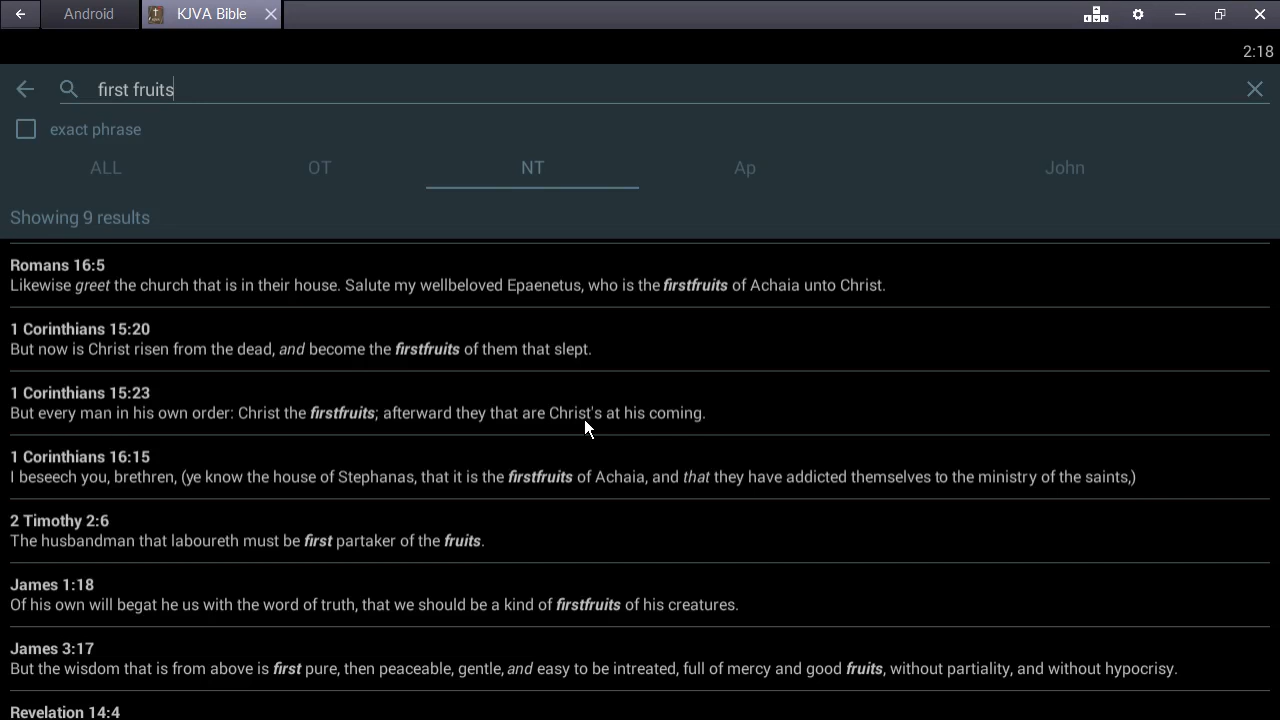 Android
KJVA Bible
2:18
first fruits
exact phrase
ALL OT NT Ap John
Showing 9 results
Romans 16:5
Likewise greet the church that is in their house. Salute my wellbeloved Epaenetus, who is the firstfruits of Achaia unto Christ.
1 Corinthians 15:20
But now is Christ risen from the dead, and become the firstfruits of them that slept.
1 Corinthians 15:23
But every man in his own order: Christ the firstfruits; afterward they that are Christ's at his coming.
1 Corinthians 16:15
I beseech you, brethren, (ye know the house of Stephanas, that it is the firstfruits of Achaia, and that they have addicted themselves to the ministry of the saints,)
2 Timothy 2:6
The husbandman that laboureth must be first partaker of the fruits.
James 1:18
Of his own will begat he us with the word of truth, that we should be a kind of firstfruits of his creatures.
James 3:17
But the wisdom that is from above is first pure, then peaceable, gentle, and easy to be intreated, full of mercy and good fruits, without partiality, and without hypocrisy.
Revelation 14:4